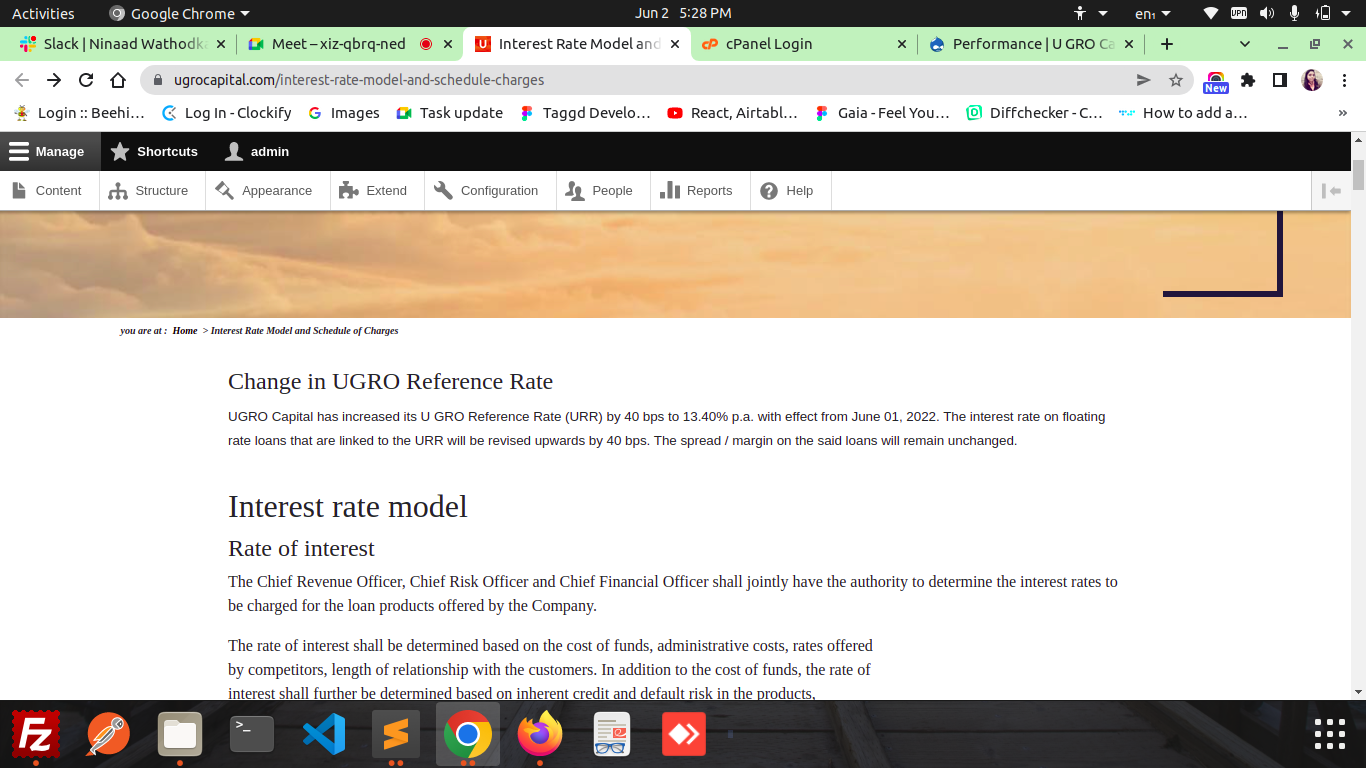 Activities Google Chrome Jun 2 5:28 PM en₁ VPN
Slack | Ninaad Wathodka Meet – xiz-qbrq-ned Interest Rate Model and cPanel Login Performance | U GRO Ca
ugrocapital.com/interest-rate-model-and-schedule-charges New
Login :: Beehi… Log In - Clockify Images Task update Taggd Develo… React, Airtabl… Gaia - Feel You… Diffchecker - C… How to add a… »
Manage Shortcuts admin
Content Structure Appearance Extend Configuration People Reports Help
you are at : Home > Interest Rate Model and Schedule of Charges
Change in UGRO Reference Rate
UGRO Capital has increased its U GRO Reference Rate (URR) by 40 bps to 13.40% p.a. with effect from June 01, 2022. The interest rate on floating
rate loans that are linked to the URR will be revised upwards by 40 bps. The spread / margin on the said loans will remain unchanged.
Interest rate model
Rate of interest
The Chief Revenue Officer, Chief Risk Officer and Chief Financial Officer shall jointly have the authority to determine the interest rates to
be charged for the loan products offered by the Company.
The rate of interest shall be determined based on the cost of funds, administrative costs, rates offered
by competitors, length of relationship with the customers. In addition to the cost of funds, the rate of
interest shall further be determined based on inherent credit and default risk in the products,